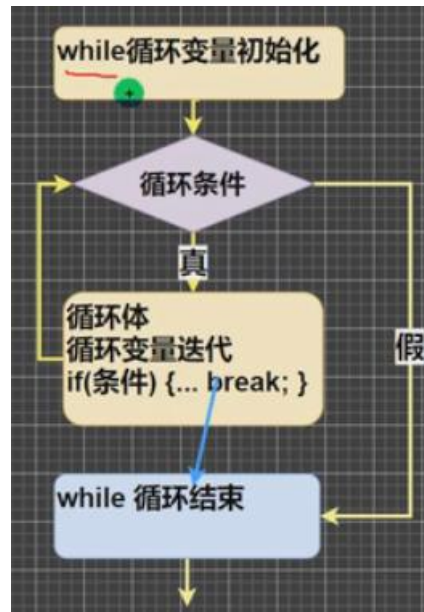 while循环变量初始化
循环条件
真
循环体
循环变量迭代
if(条件) {... break; }
假
while 循环结束